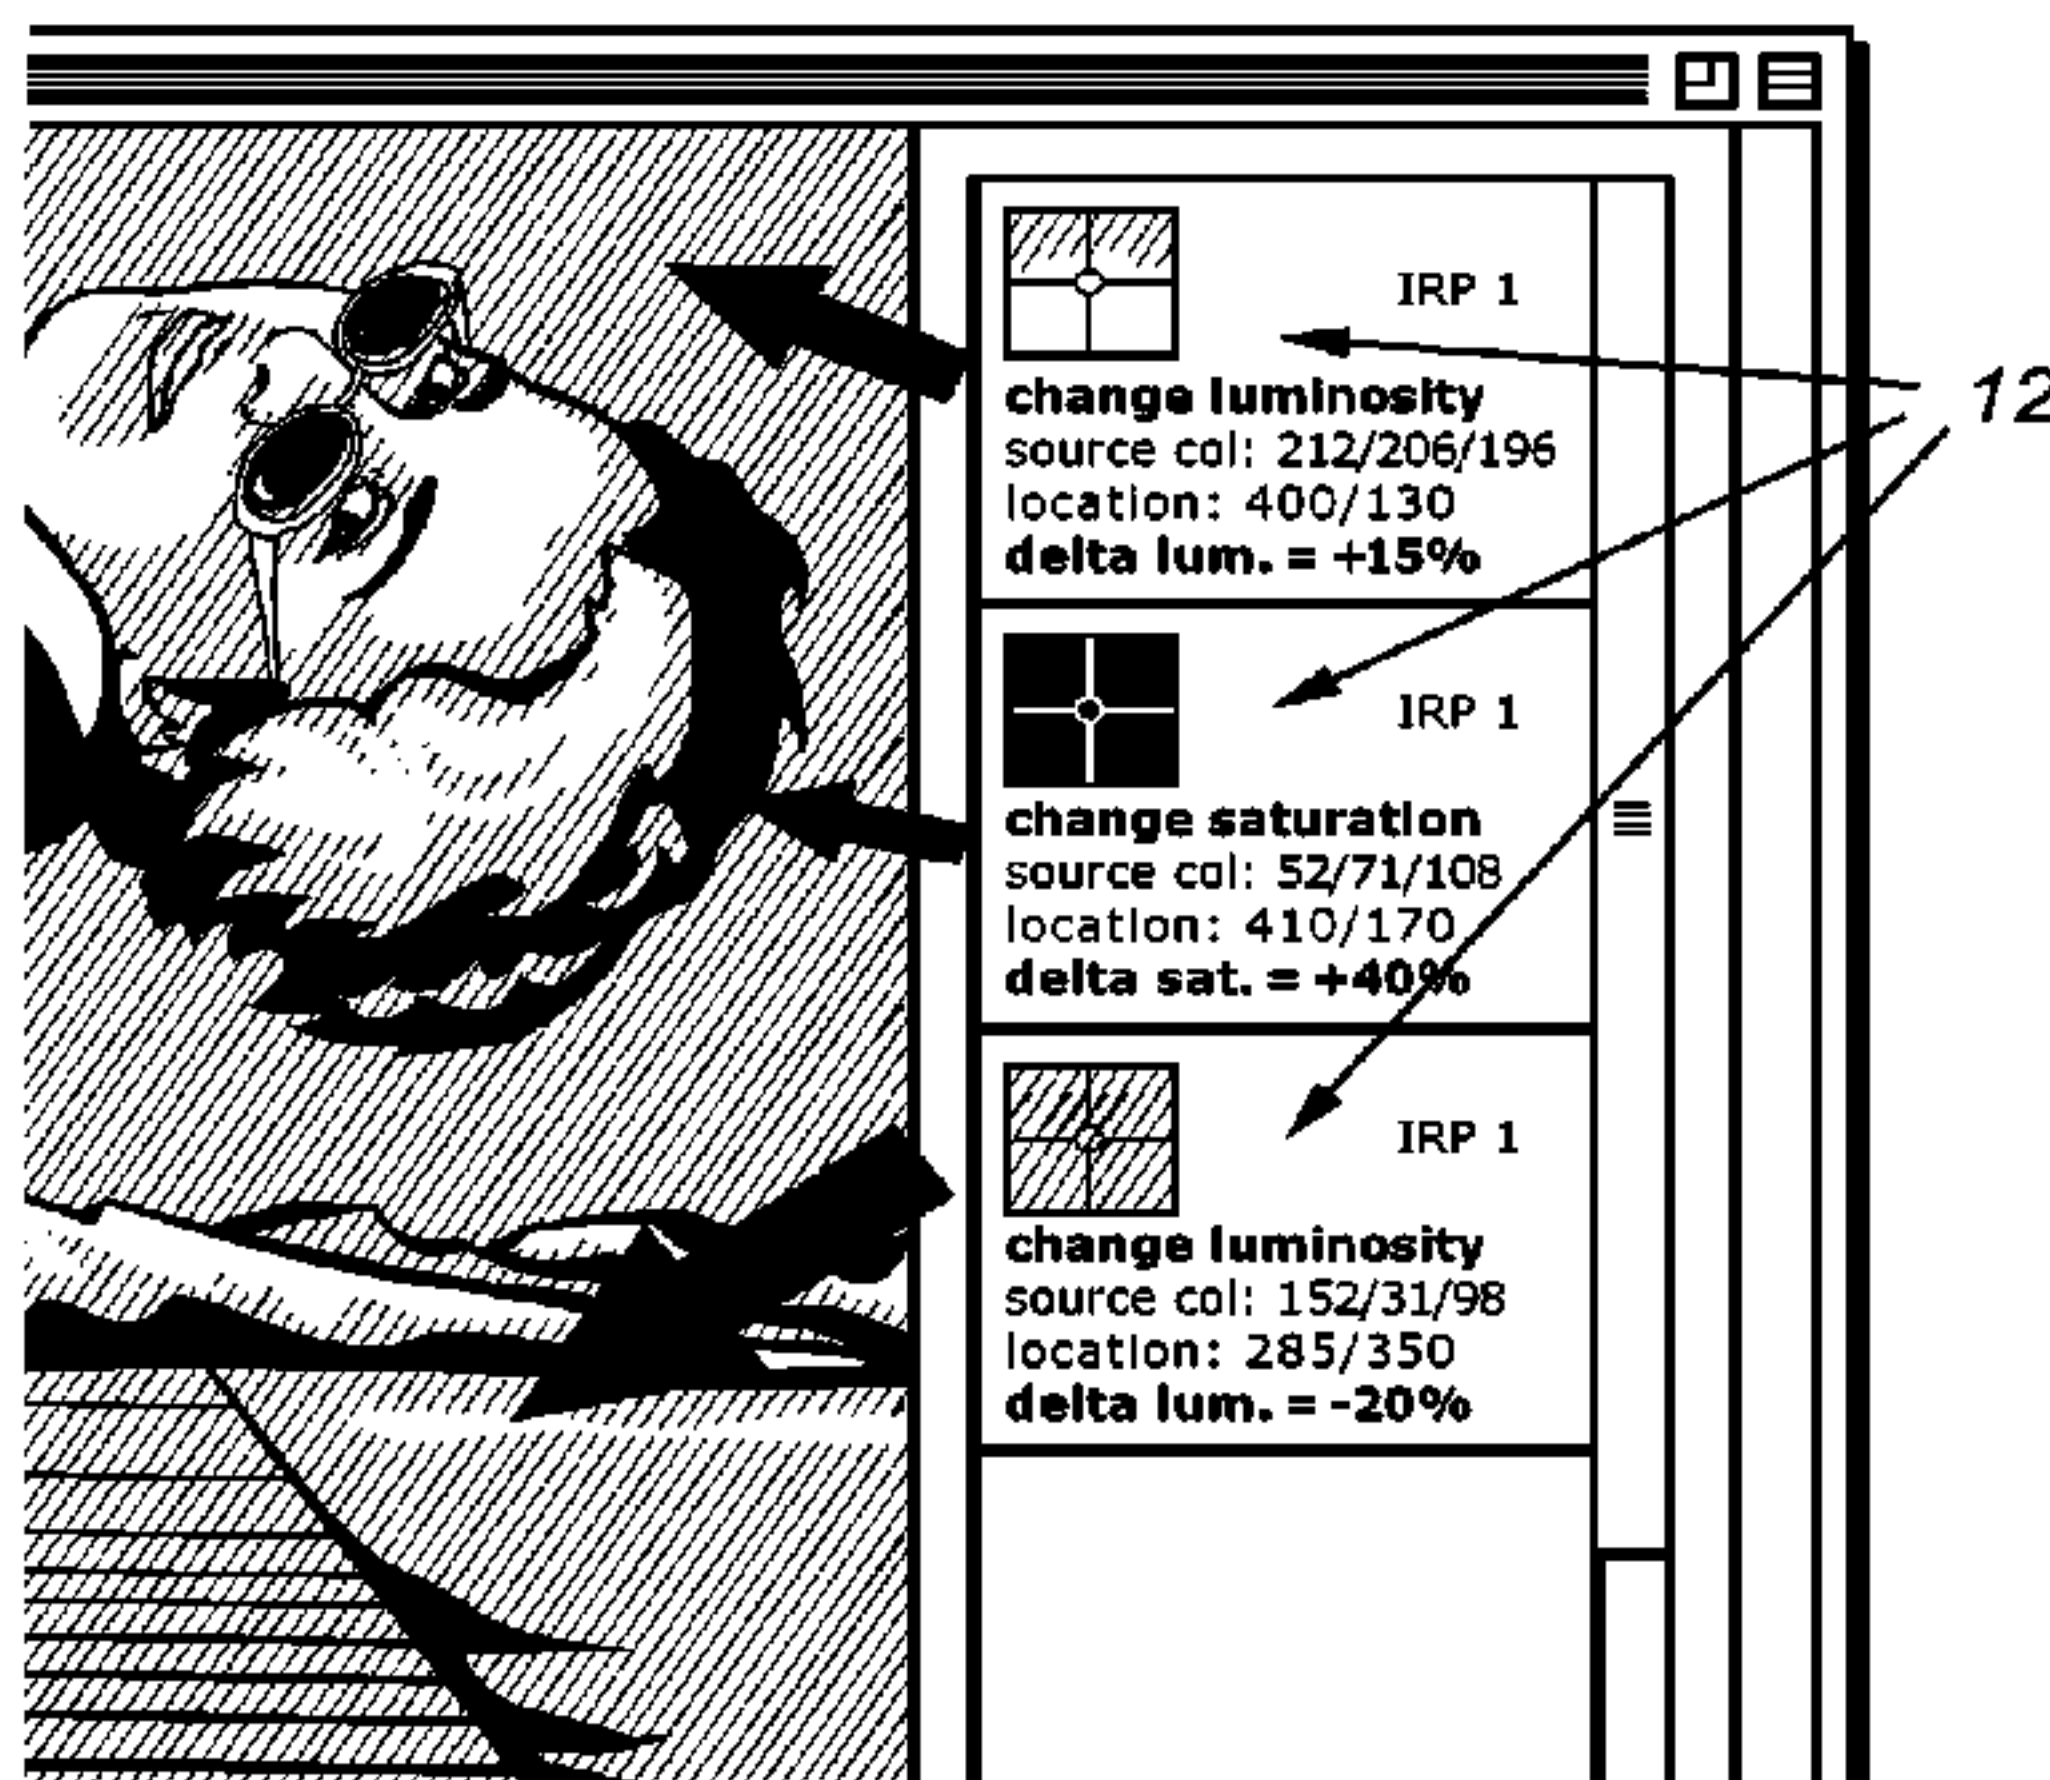 IRP 1
change luminosity
source col: 212/206/196
location: 400/130
delta lum. = +15%
12
IRP 1
change saturation
source col: 52/71/108
location: 410/170
delta sat. = +40%
IRP 1
change luminosity
source col: 152/31/98
location: 285/350
delta lum. = -20%